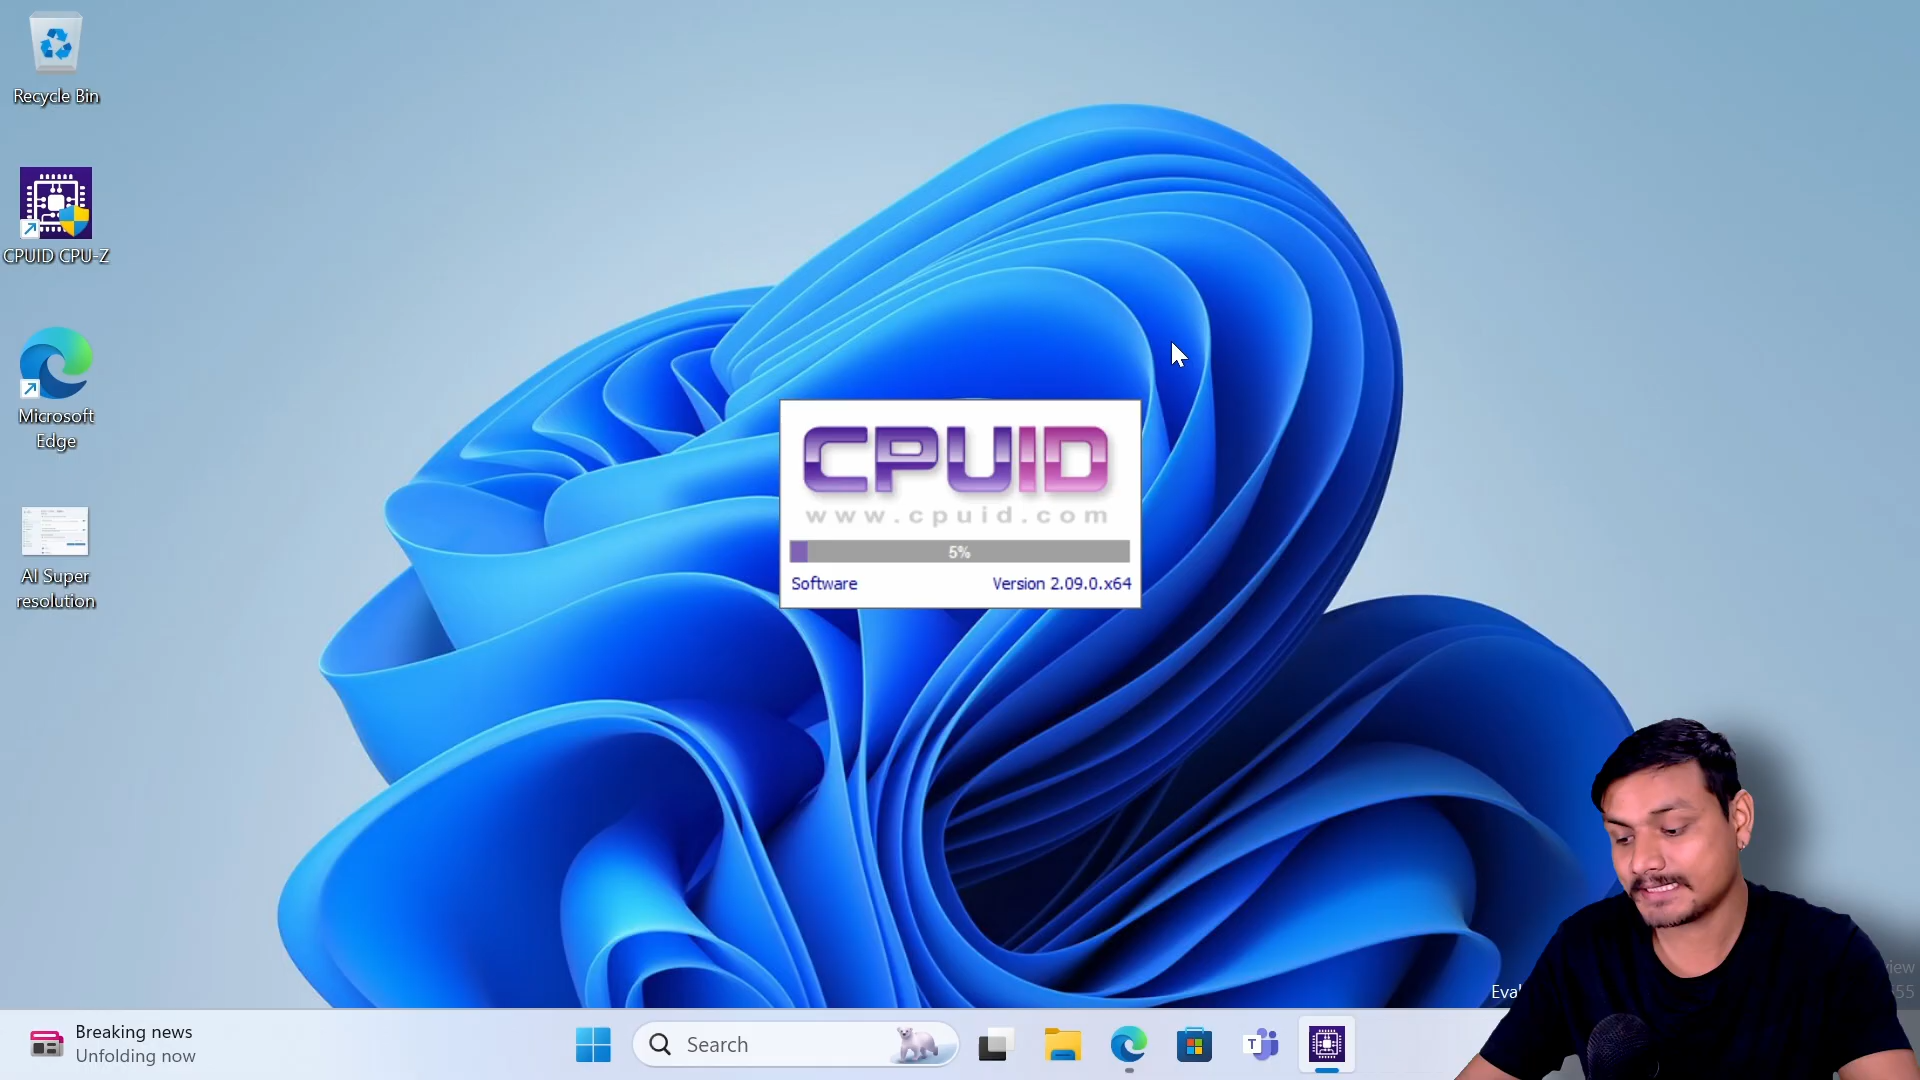 Recycle Bin
CPUID CPU-Z
Microsoft
Edge
AI Super
resolution
CPUID
www.cpuid.com
5%
Software Version 2.09.0.x64
Eva
Breaking news
Unfolding now
Search